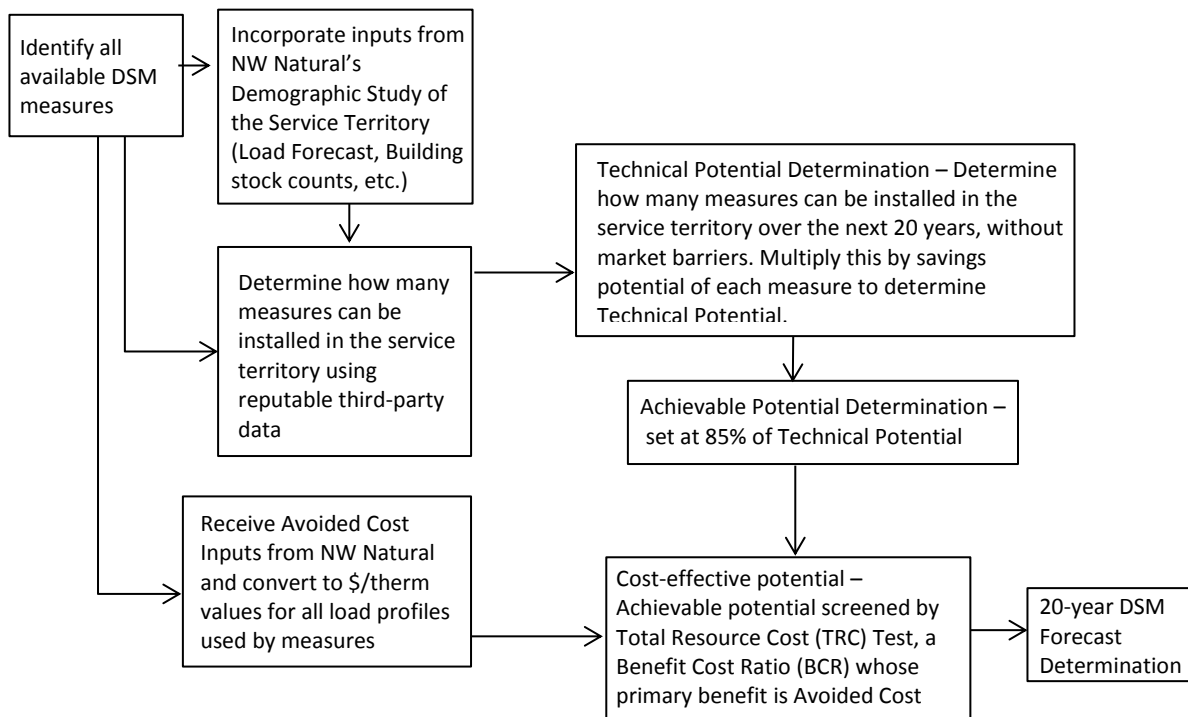 Identify all
available DSM
measures
Incorporate inputs from
NW Natural’s
Demographic Study of
the Service Territory
(Load Forecast, Building
stock counts, etc.)
Determine how many
measures can be
installed in the service
territory using
reputable third-party
data
Technical Potential Determination – Determine
how many measures can be installed in the
service territory over the next 20 years, without
market barriers. Multiply this by savings
potential of each measure to determine
Technical Potential.
Achievable Potential Determination –
set at 85% of Technical Potential
Receive Avoided Cost
Inputs from NW Natural
and convert to $/therm
values for all load profiles
used by measures
Cost-effective potential –
Achievable potential screened by
Total Resource Cost (TRC) Test, a
Benefit Cost Ratio (BCR) whose
primary benefit is Avoided Cost
20-year DSM
Forecast
Determination